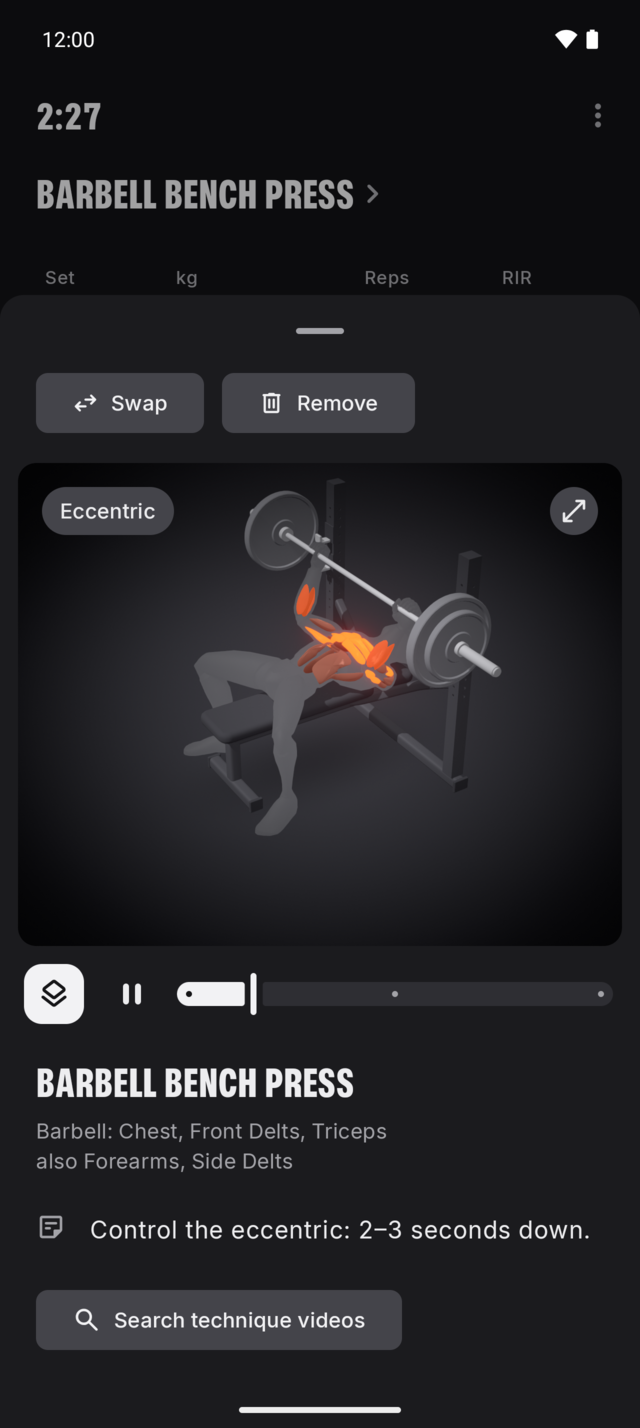 12:00
2:27
BARBELL BENCH PRESS
Set kg Reps RIR
Swap Remove
Eccentric
BARBELL BENCH PRESS
Barbell: Chest, Front Delts, Triceps
also Forearms, Side Delts
Control the eccentric: 2–3 seconds down.
Search technique videos